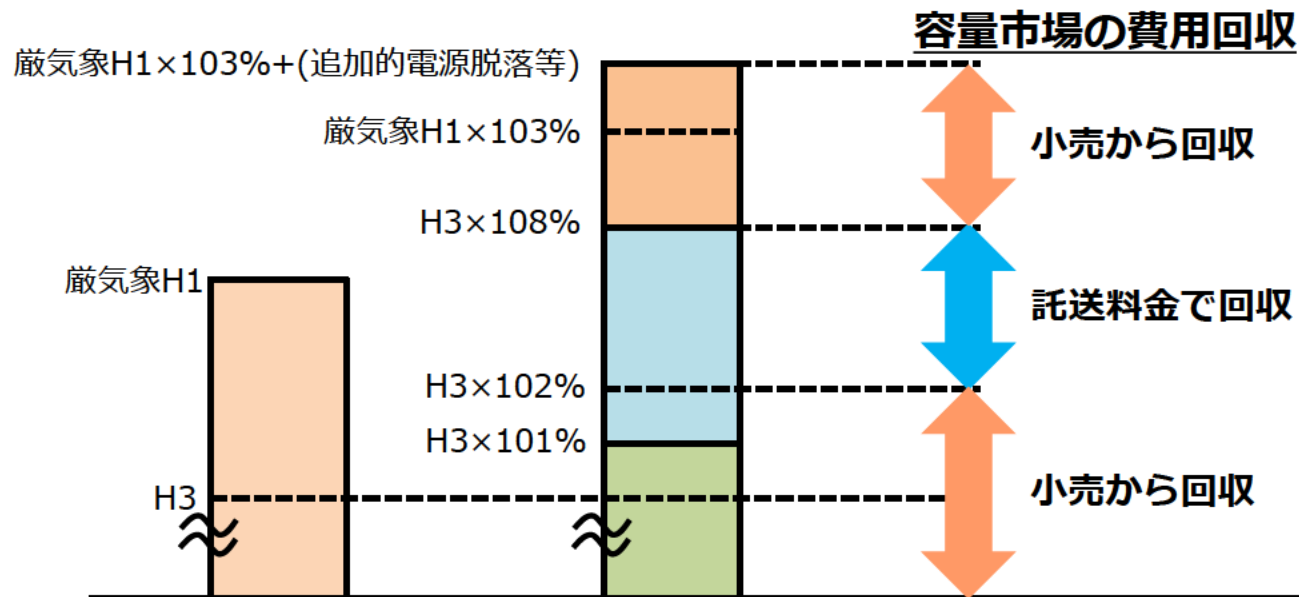 容量市場の費用回収
厳気象H1×103%+(追加的電源脱落等)
厳気象H1×103%
小売から回収
H3×108%
厳気象H1
託送料金で回収
H3×102%
H3×101%
H3
小売から回収